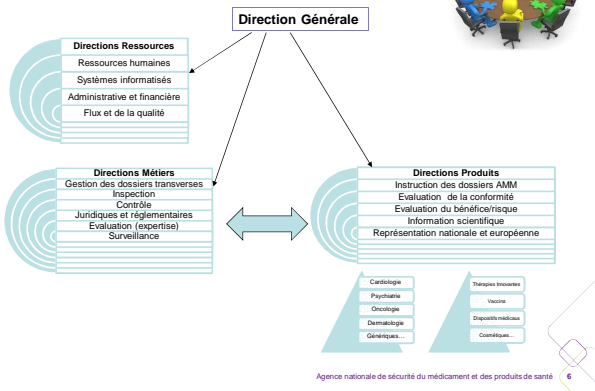 Direction Générale
Directions Ressources
Ressources humaines
Systèmes informatisés
Administrative et financière
Flux et de la qualité
Directions Métiers
Gestion des dossiers transverses
Inspection
Contrôle
Juridiques et réglementaires
Evaluation (expertise)
Surveillance
Directions Produits
Instruction des dossiers AMM
Evaluation de la conformité
Evaluation du bénéfice/risque
Information scientifique
Représentation nationale et européenne
Cardiologie
Psychiatrie
Oncologie
Dermatologie
Génériques…
Thérapies Innovantes
Vaccins
Dispositifs médicaux
Cosmétiques…
Agence nationale de sécurité du médicament et des produits de santé 6